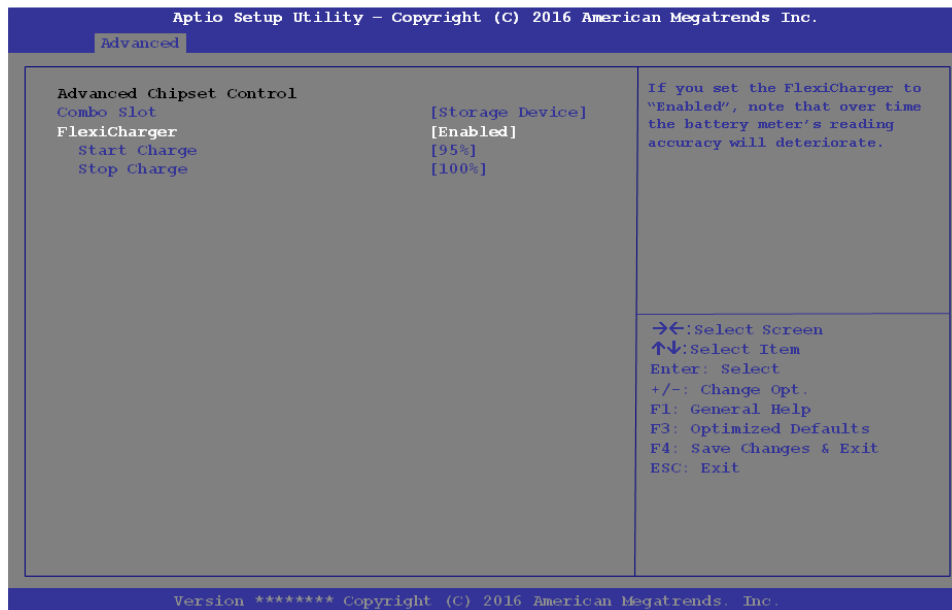 Aptio Setup Utility – Copyright (C) 2016 American Megatrends Inc.
Advanced
Advanced Chipset Control
Combo Slot [Storage Device]
FlexiCharger [Enabled]
Start Charge [95%]
Stop Charge [100%]
If you set the FlexiCharger to
“Enabled”, note that over time
the battery meter’s reading
accuracy will deteriorate.
→←:Select Screen
↑↓:Select Item
Enter: Select
+/-: Change Opt.
F1: General Help
F3: Optimized Defaults
F4: Save Changes & Exit
ESC: Exit
Version ******** Copyright (C) 2016 American Megatrends. Inc.